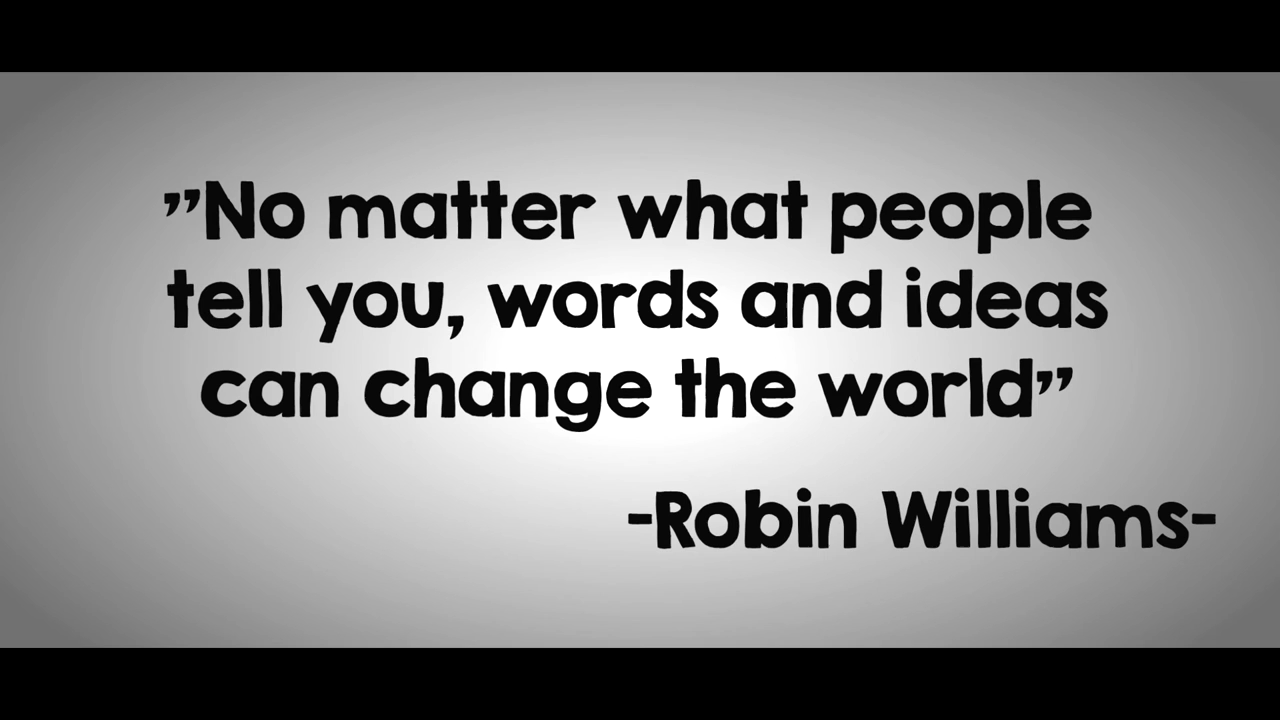 ”No matter what people
tell you, words and ideas
can change the world”
-Robin Williams-